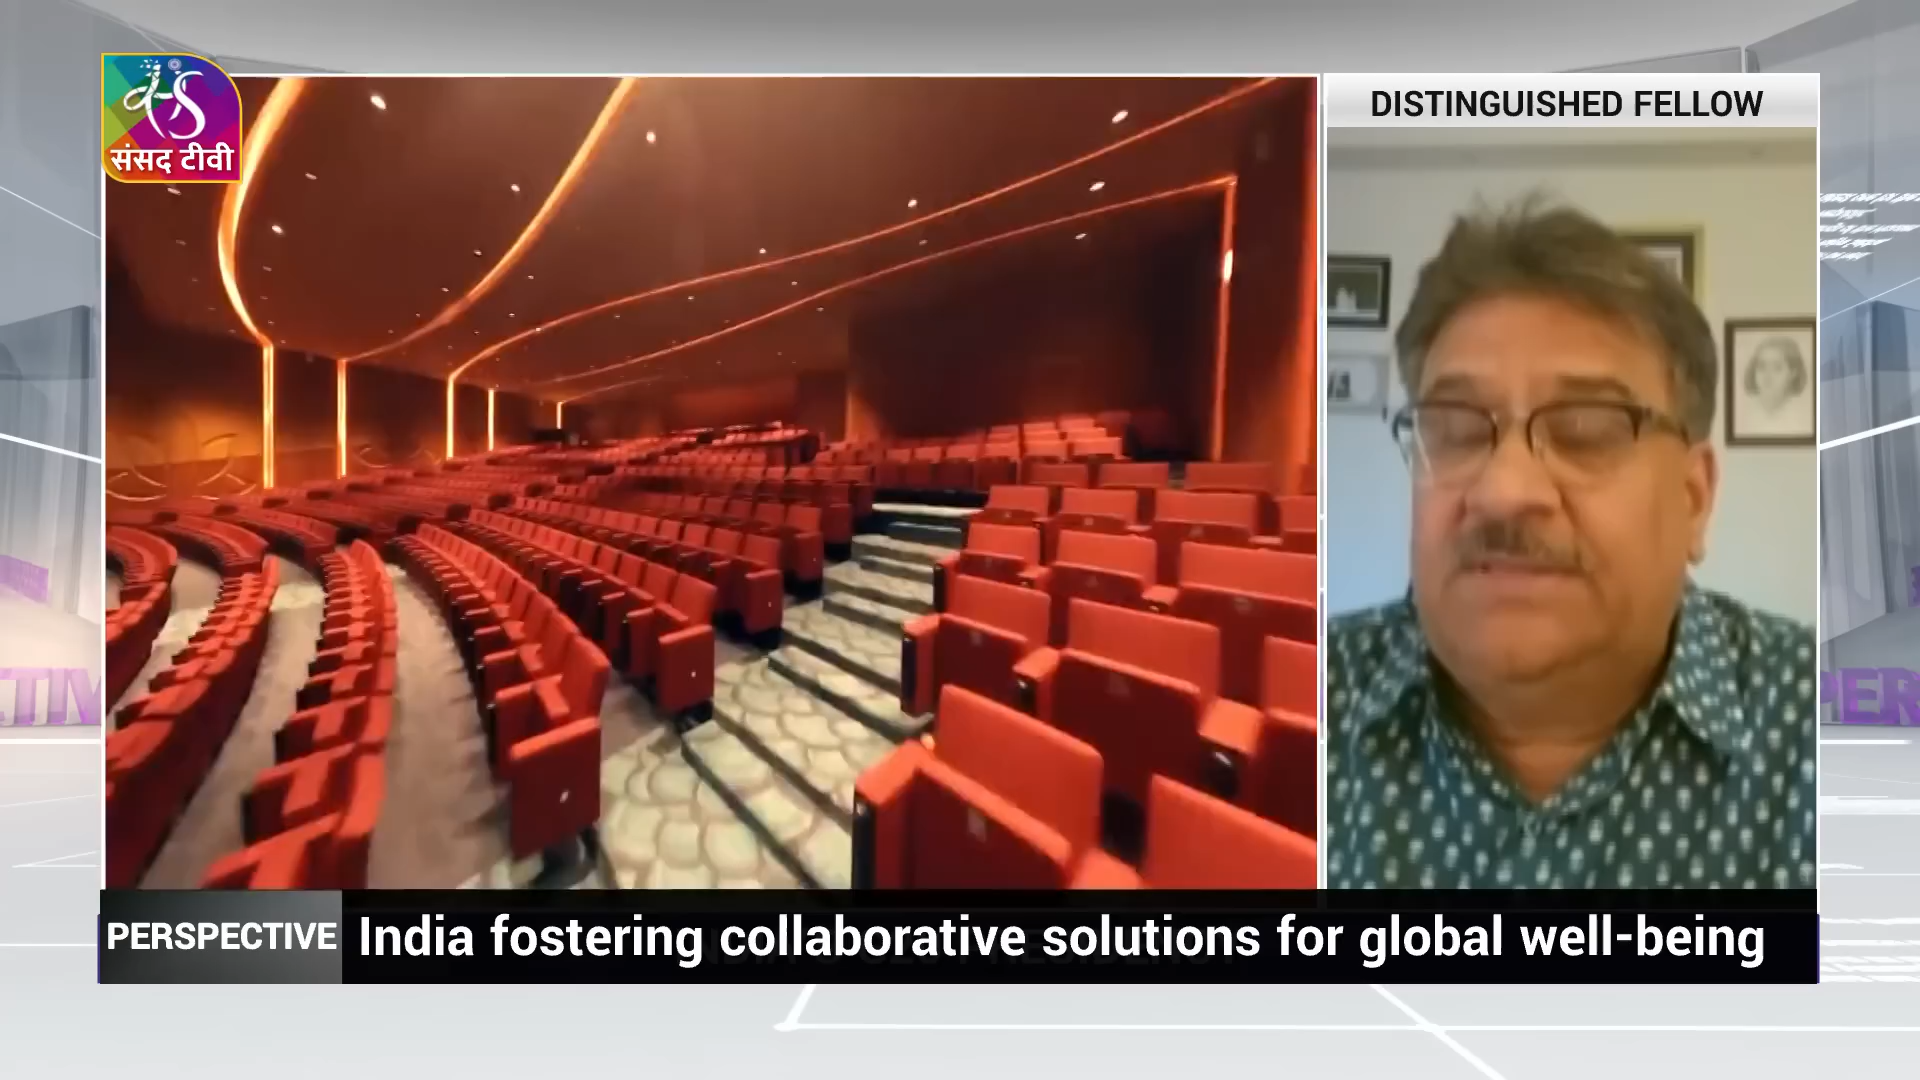 संसद टीवी
DISTINGUISHED FELLOW
PERSPECTIVE
India fostering collaborative solutions for global well-being